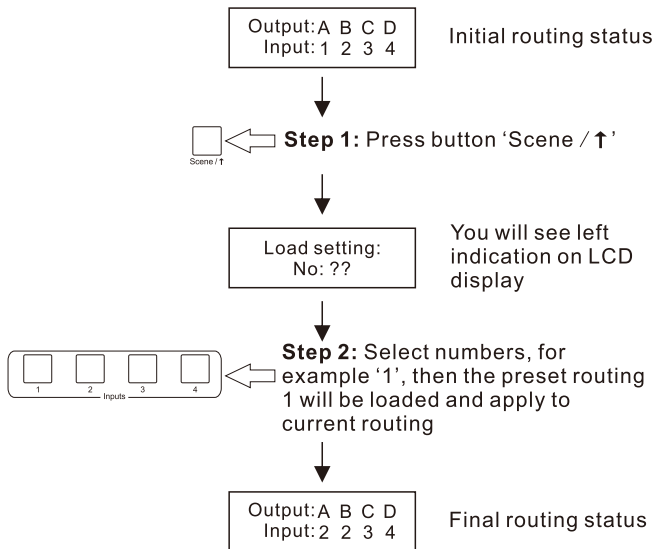 Output: A B C D
Input: 1 2 3 4
Initial routing status
Step 1: Press button ‘Scene / ↑’
Scene / ↑
Load setting:
No: ??
You will see left
indication on LCD
display
Step 2: Select numbers, for
example ‘1’, then the preset routing
1 will be loaded and apply to
current routing
1 2 3 4
Inputs
Output: A B C D
Input: 2 2 3 4
Final routing status